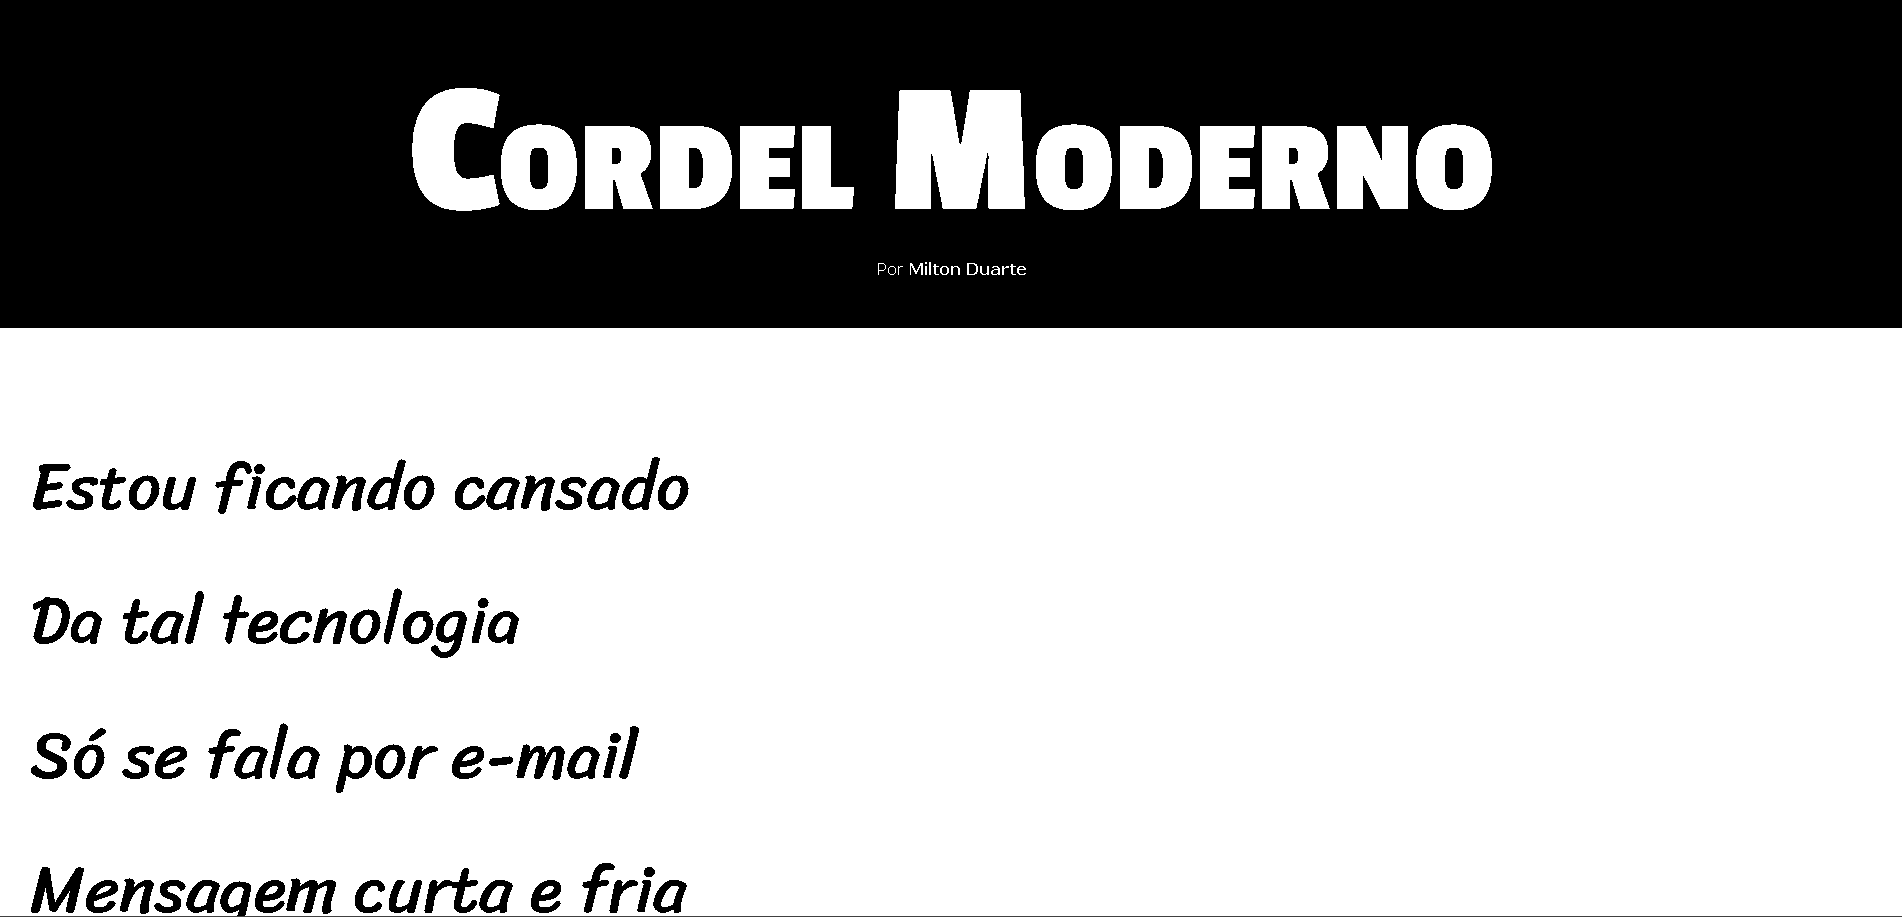 Cordel Moderno
Por Milton Duarte
Estou ficando cansado
Da tal tecnologia
Só se fala por e-mail
Mensagem curta e fria